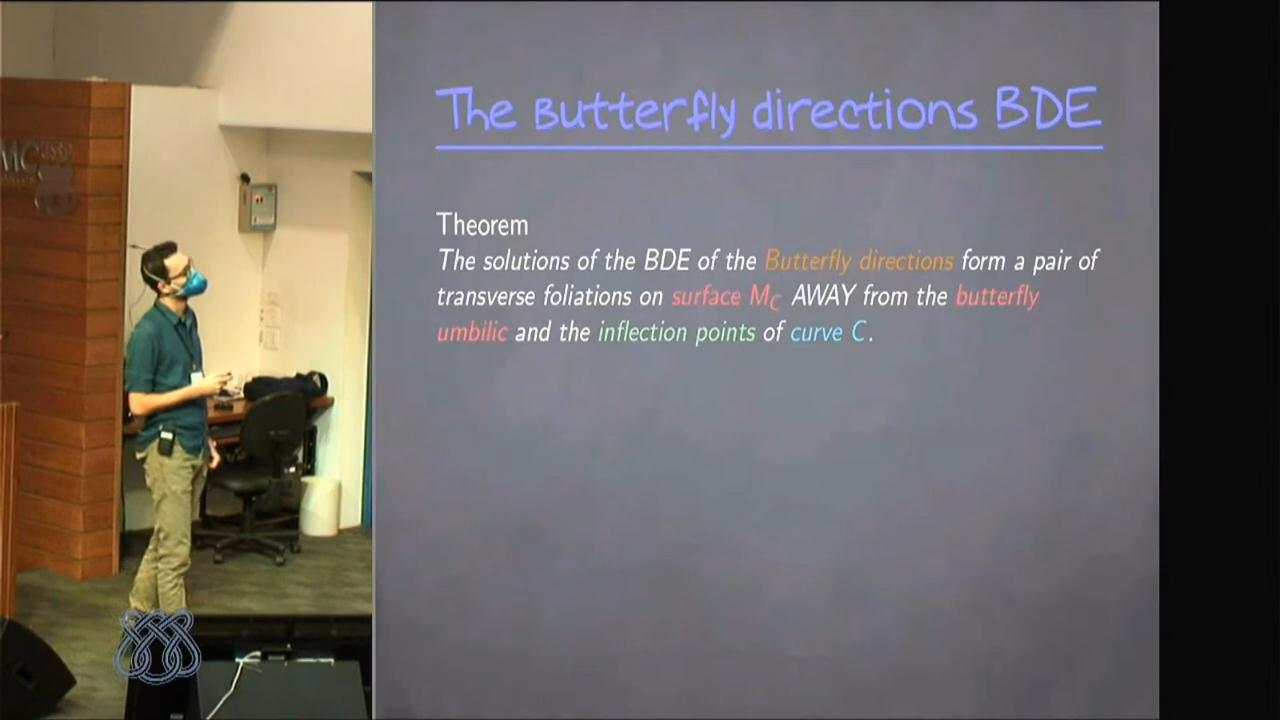 The Butterfly directions BDE
Theorem
The solutions of the BDE of the Butterfly directions form a pair of
transverse foliations on surface M_C AWAY from the butterfly
umbilic and the inflection points of curve C.
MC